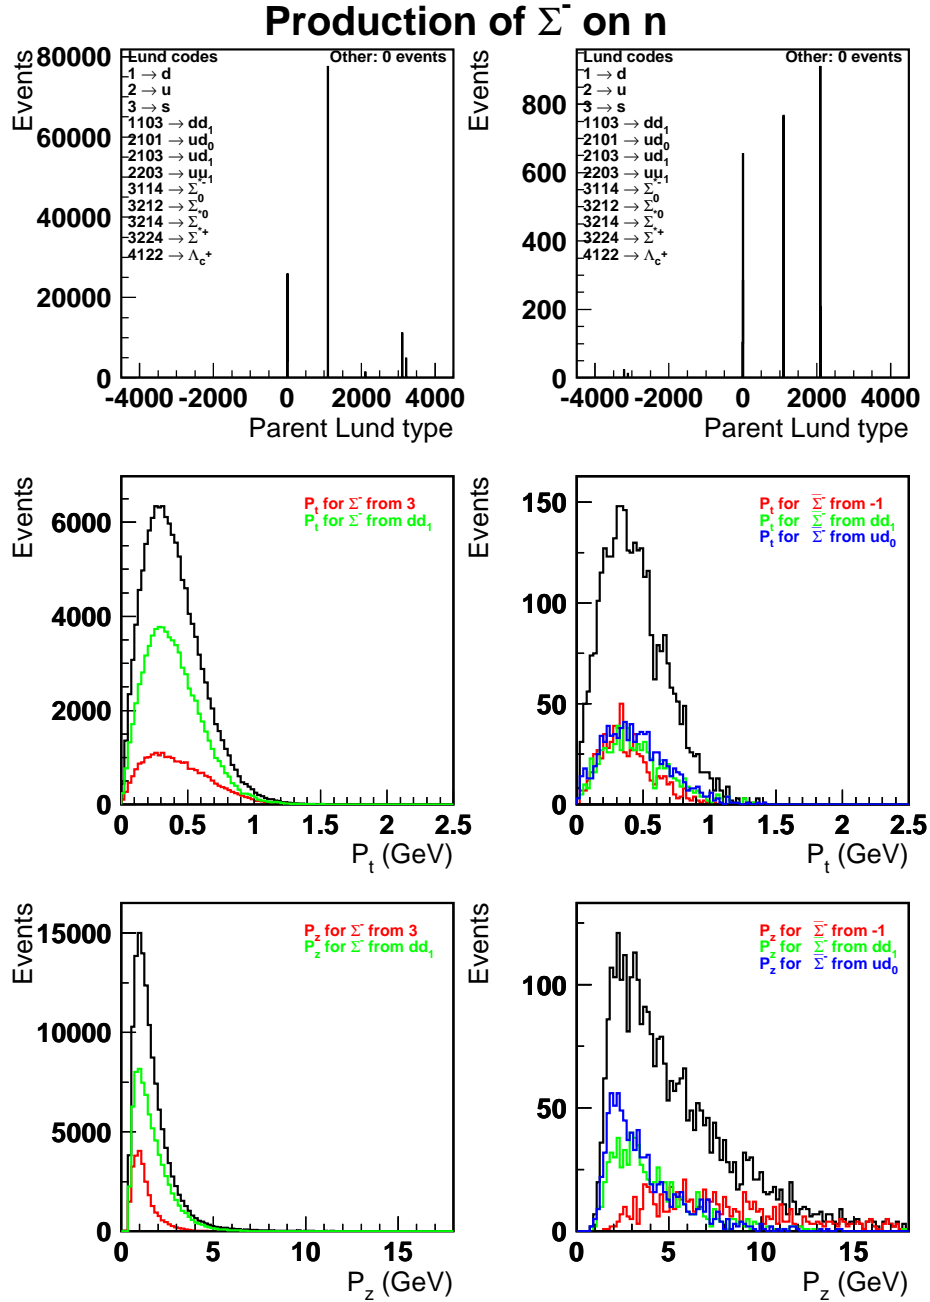 Production of Σ⁻ on n
Events
80000
60000
40000
20000
0
Lund codes
Other: 0 events
1 → d
2 → u
3 → s
1103 → dd₁
2101 → ud₀
2103 → ud₁
2203 → uu₁
3114 → Σ*⁻
3212 → Σ⁰
3214 → Σ*⁰
3224 → Σ*⁺
4122 → Λc⁺
-4000 -2000 0 2000 4000
Parent Lund type
Events
800
600
400
200
0
Lund codes
Other: 0 events
1 → d
2 → u
3 → s
1103 → dd₁
2101 → ud₀
2103 → ud₁
2203 → uu₁
3114 → Σ*⁻
3212 → Σ⁰
3214 → Σ*⁰
3224 → Σ*⁺
4122 → Λc⁺
-4000 -2000 0 2000 4000
Parent Lund type
Events
6000
4000
2000
0
Pt for Σ⁻ from 3
Pt for Σ⁻ from dd₁
0 0.5 1 1.5 2 2.5
Pt (GeV)
Events
150
100
50
0
Pt for Σ̅⁻ from -1
Pt for Σ̅⁻ from dd₁
Pt for Σ̅⁻ from ud₀
0 0.5 1 1.5 2 2.5
Pt (GeV)
Events
15000
10000
5000
0
Pz for Σ⁻ from 3
Pz for Σ⁻ from dd₁
0 5 10 15
Pz (GeV)
Events
100
50
0
Pz for Σ̅⁻ from -1
Pz for Σ̅⁻ from dd₁
Pz for Σ̅⁻ from ud₀
0 5 10 15
Pz (GeV)